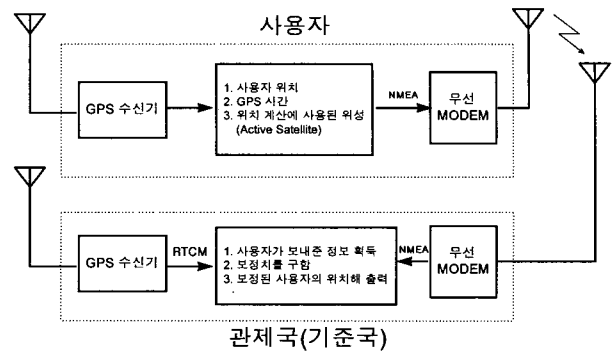 사용자
GPS 수신기
1. 사용자 위치
2. GPS 시간
3. 위치 계산에 사용된 위성
(Active Satellite)
NMEA
무선
MODEM
GPS 수신기
RTCM
1. 사용자가 보내준 정보 획득
2. 보정치를 구함
3. 보정된 사용자의 위치해 출력
NMEA
무선
MODEM
관제국(기준국)